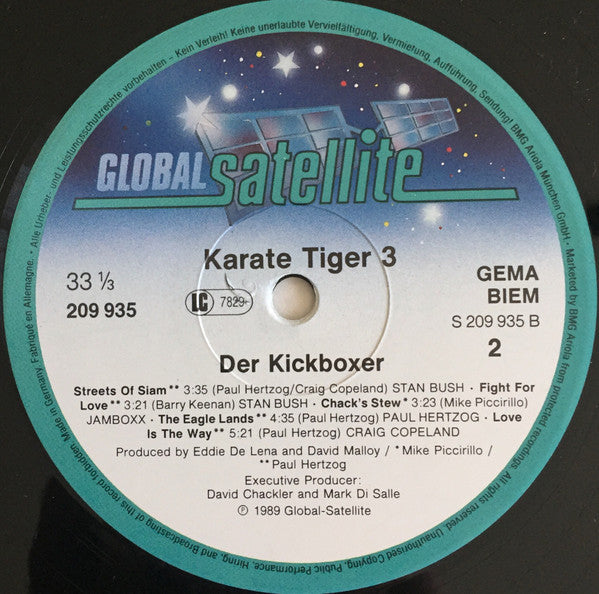 GLOBAL satellite
Karate Tiger 3
33 ⅓
209 935
LC 7829
GEMA
BIEM
S 209 935 B
2
Der Kickboxer
Streets Of Siam** 3:35 (Paul Hertzog/Craig Copeland) STAN BUSH · Fight For
Love** 3:21 (Barry Keenan) STAN BUSH · Chack's Stew* 3:23 (Mike Piccirillo)
JAMBOXX · The Eagle Lands** 4:35 (Paul Hertzog) PAUL HERTZOG · Love
Is The Way** 5:21 (Paul Hertzog) CRAIG COPELAND
Produced by Eddie De Lena and David Malloy / *Mike Piccirillo /
**Paul Hertzog
Executive Producer:
David Chackler and Mark Di Salle
℗ 1989 Global-Satellite
Made in Germany. Fabriqué en Allemagne. • Alle Urheber- und Leistungsschutzrechte vorbehalten – Kein Verleih! Keine unerlaubte Vervielfältigung, Vermietung, Aufführung, Sendung! BMG Ariola München GmbH · Marketed by BMG Ariola from protected recordings. All rights reserved. Unauthorised Copying, Public Performance, Hiring, and Broadcasting of this record forbidden.